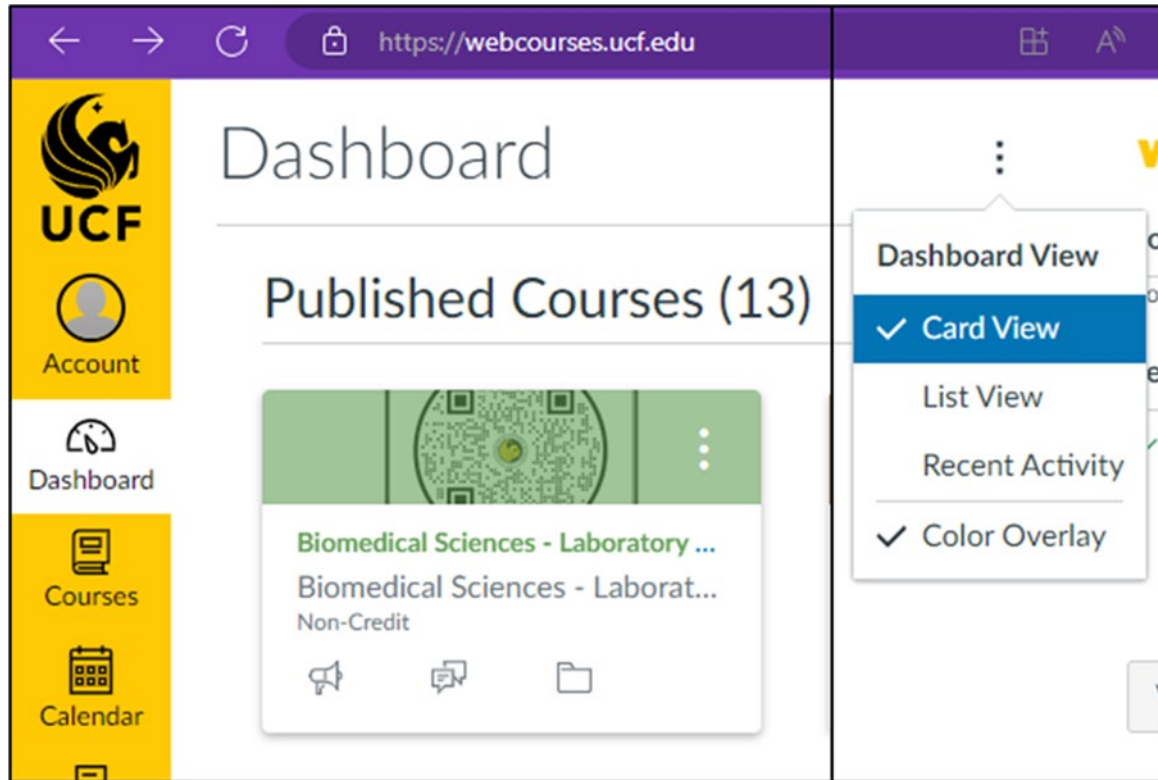 https://webcourses.ucf.edu
UCF
Account
Dashboard
Courses
Calendar
Dashboard
Published Courses (13)
Biomedical Sciences - Laboratory ...
Biomedical Sciences - Laborat...
Non-Credit
Dashboard View
Card View
List View
Recent Activity
Color Overlay